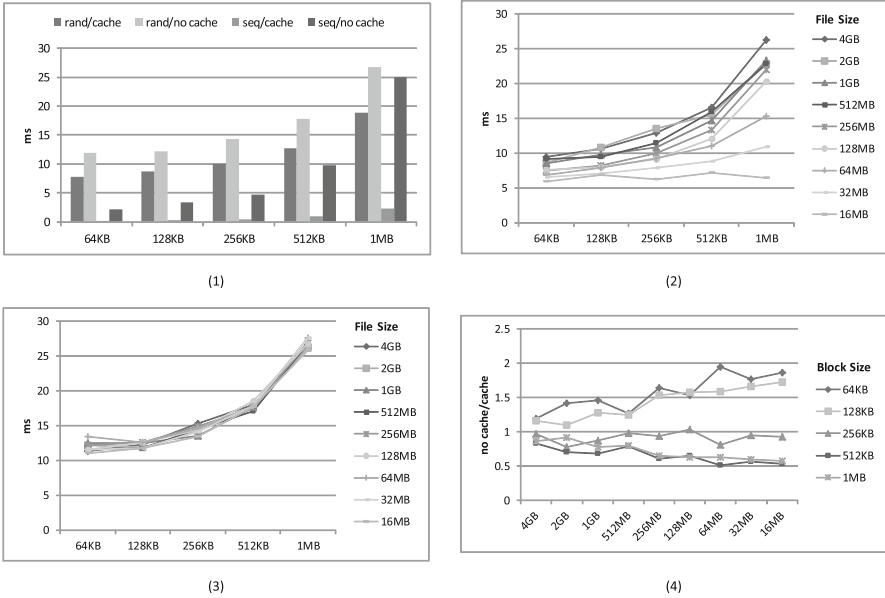 rand/cache rand/no cache seq/cache seq/no cache
30
25
20
15
10
5
0
ms
64KB 128KB 256KB 512KB 1MB
(1)
30
25
20
15
10
5
0
ms
64KB 128KB 256KB 512KB 1MB
File Size
4GB
2GB
1GB
512MB
256MB
128MB
64MB
32MB
16MB
(2)
30
25
20
15
10
5
0
ms
64KB 128KB 256KB 512KB 1MB
File Size
4GB
2GB
1GB
512MB
256MB
128MB
64MB
32MB
16MB
(3)
2.5
2
1.5
1
0.5
0
no cache/cache
4GB 2GB 1GB 512MB 256MB 128MB 64MB 32MB 16MB
Block Size
64KB
128KB
256KB
512KB
1MB
(4)